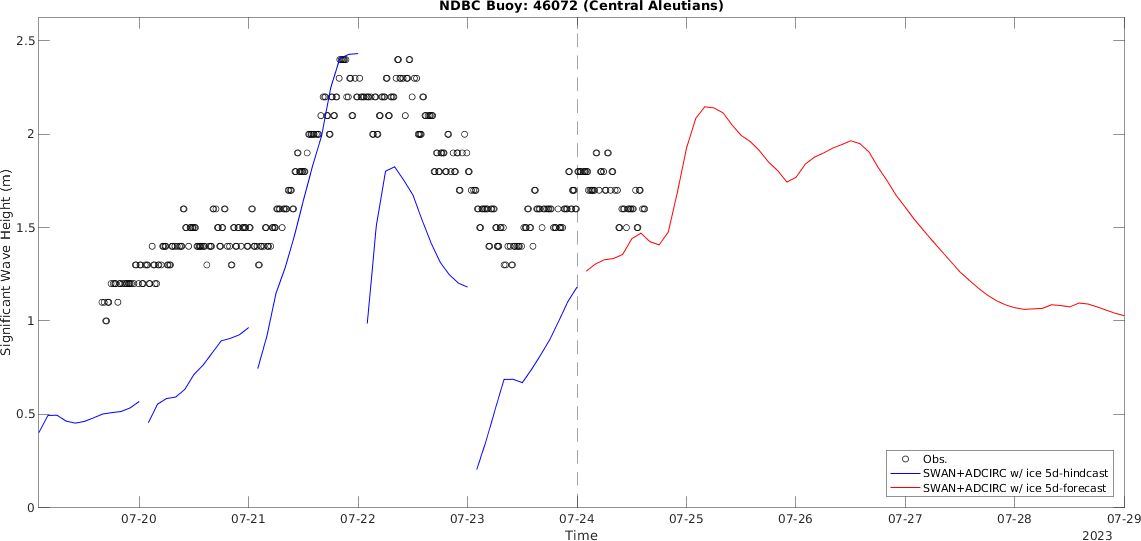 NDBC Buoy: 46072 (Central Aleutians)
2.5
2
1.5
1
0.5
0
Significant Wave Height (m)
Obs.
SWAN+ADCIRC w/ ice 5d-hindcast
SWAN+ADCIRC w/ ice 5d-forecast
07-20 07-21 07-22 07-23 07-24 07-25 07-26 07-27 07-28 07-29
Time
2023